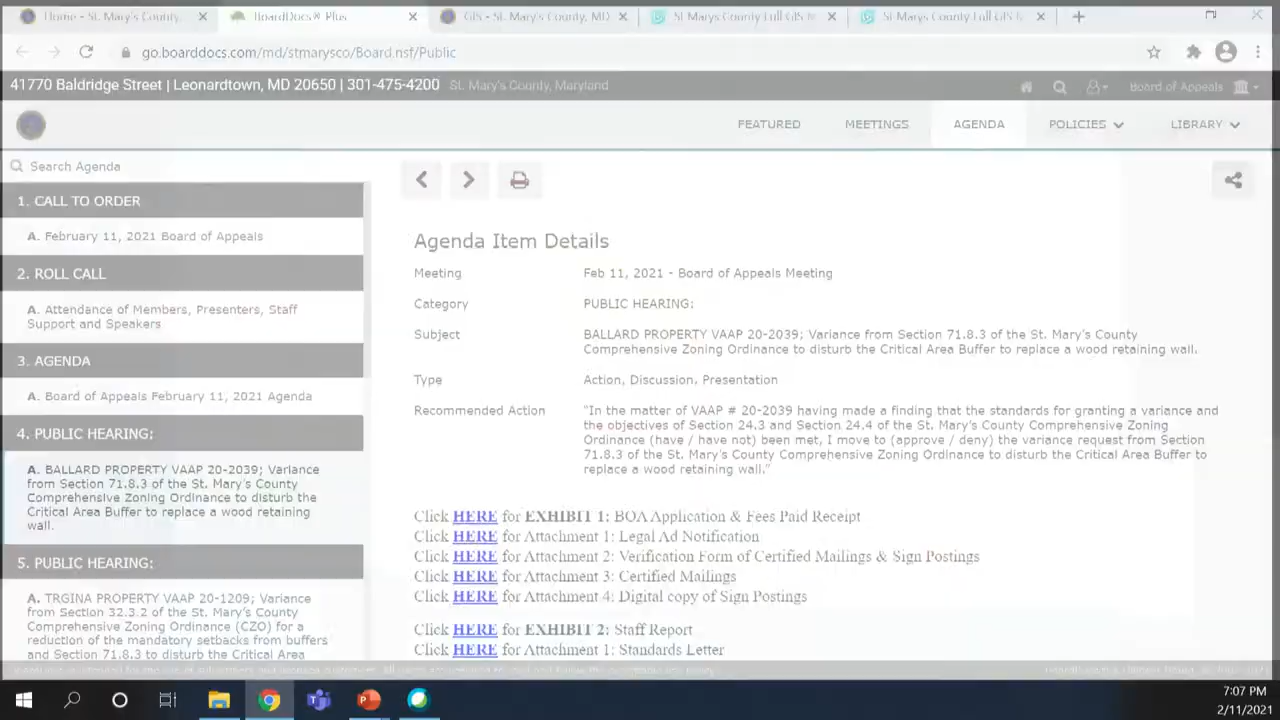 Home - St. Mary's County,
BoardDocs® Plus
GIS - St. Mary's County, MD
St Marys County Full GIS
St Marys County Full GIS
go.boarddocs.com/md/stmarysco/Board.nsf/Public
41770 Baldridge Street | Leonardtown, MD 20650 | 301-475-4200 St. Mary's County, Maryland
Board of Appeals
FEATURED MEETINGS AGENDA POLICIES LIBRARY
Search Agenda
1. CALL TO ORDER
A. February 11, 2021 Board of Appeals
2. ROLL CALL
A. Attendance of Members, Presenters, Staff
Support and Speakers
3. AGENDA
A. Board of Appeals February 11, 2021 Agenda
4. PUBLIC HEARING:
A. BALLARD PROPERTY VAAP 20-2039; Variance
from Section 71.8.3 of the St. Mary's County
Comprehensive Zoning Ordinance to disturb the
Critical Area Buffer to replace a wood retaining
wall.
5. PUBLIC HEARING:
A. TRGINA PROPERTY VAAP 20-1209; Variance
from Section 32.3.2 of the St. Mary's County
Comprehensive Zoning Ordinance (CZO) for a
reduction of the mandatory setbacks from buffers
and Section 71.8.3 to disturb the Critical Area
Agenda Item Details
Meeting Feb 11, 2021 - Board of Appeals Meeting
Category PUBLIC HEARING:
Subject BALLARD PROPERTY VAAP 20-2039; Variance from Section 71.8.3 of the St. Mary's County
Comprehensive Zoning Ordinance to disturb the Critical Area Buffer to replace a wood retaining wall.
Type Action, Discussion, Presentation
Recommended Action "In the matter of VAAP # 20-2039 having made a finding that the standards for granting a variance and
the objectives of Section 24.3 and Section 24.4 of the St. Mary's County Comprehensive Zoning
Ordinance (have / have not) been met, I move to (approve / deny) the variance request from Section
71.8.3 of the St. Mary's County Comprehensive Zoning Ordinance to disturb the Critical Area Buffer to
replace a wood retaining wall."
Click HERE for EXHIBIT 1: BOA Application & Fees Paid Receipt
Click HERE for Attachment 1: Legal Ad Notification
Click HERE for Attachment 2: Verification Form of Certified Mailings & Sign Postings
Click HERE for Attachment 3: Certified Mailings
Click HERE for Attachment 4: Digital copy of Sign Postings
Click HERE for EXHIBIT 2: Staff Report
Click HERE for Attachment 1: Standards Letter
7:07 PM
2/11/2021